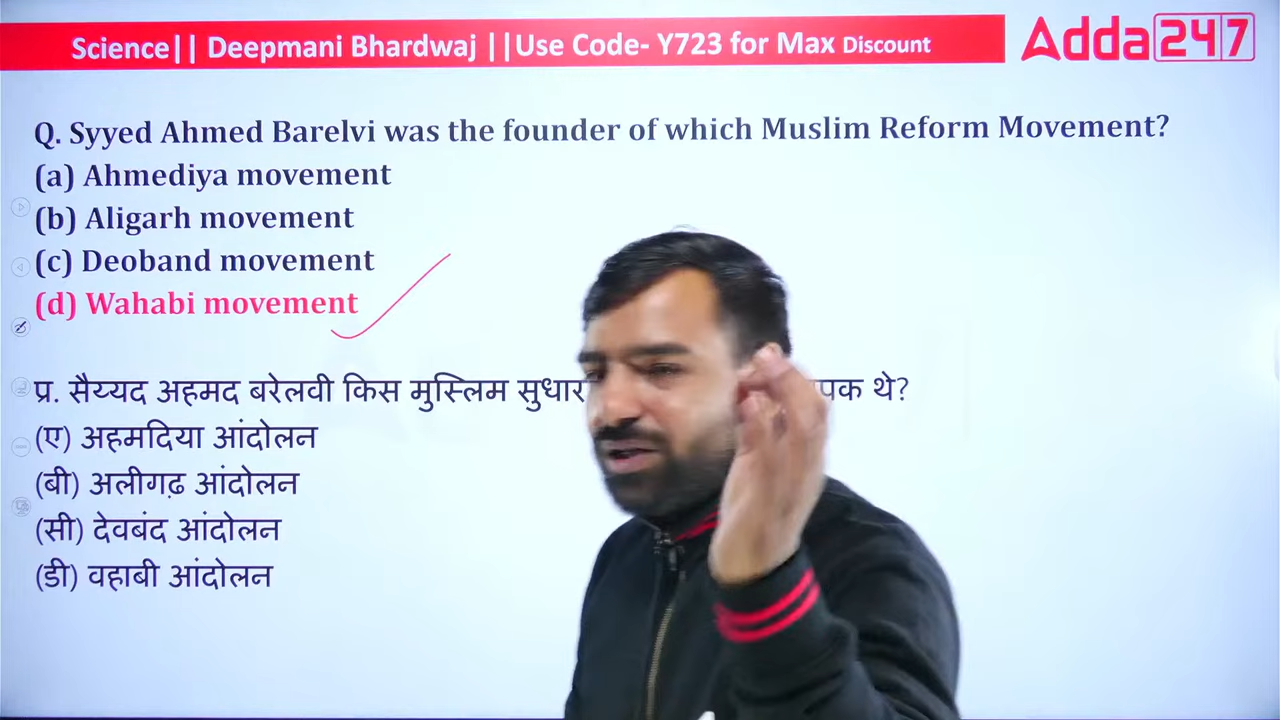 Science|| Deepmani Bhardwaj ||Use Code- Y723 for Max Discount
Adda247
Q. Syyed Ahmed Barelvi was the founder of which Muslim Reform Movement?
(a) Ahmediya movement
(b) Aligarh movement
(c) Deoband movement
(d) Wahabi movement
प्र. सैय्यद अहमद बरेलवी किस मुस्लिम सुधार थे?
(ए) अहमदिया आंदोलन
(बी) अलीगढ़ आंदोलन
(सी) देवबंद आंदोलन
(डी) वहाबी आंदोलन